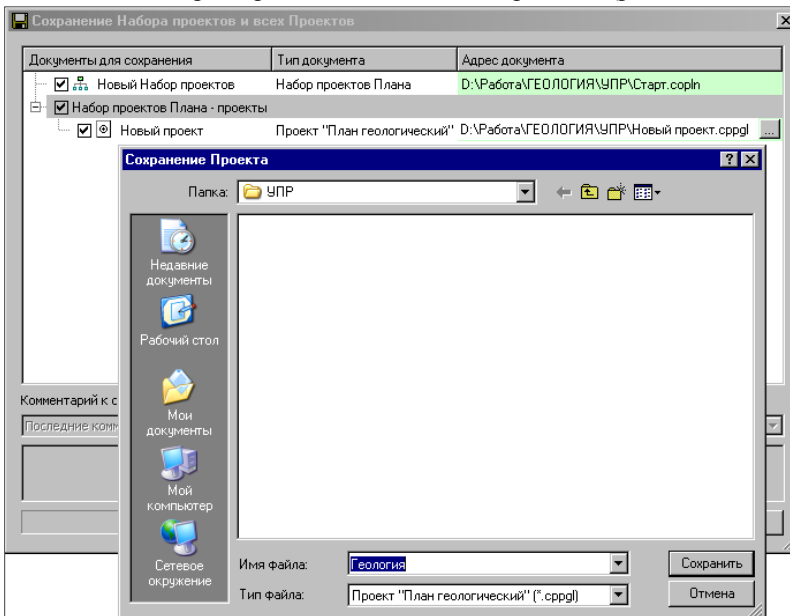 Сохранение Набора проектов и всех Проектов
Документы для сохранения Тип документа Адрес документа
Новый Набор проектов Набор проектов Плана D:\Работа\ГЕОЛОГИЯ\УПР\Старт.copln
Набор проектов Плана - проекты
Новый проект Проект "План геологический" D:\Работа\ГЕОЛОГИЯ\УПР\Новый проект.cppgl ...
Сохранение Проекта
Папка: УПР
Недавние
документы
Рабочий стол
Комментарий к с
Мои
документы
Последние комм
Мой
компьютер
Сетевое
окружение
Имя файла: Геология Сохранить
Тип файла: Проект "План геологический" (*.cppgl) Отмена